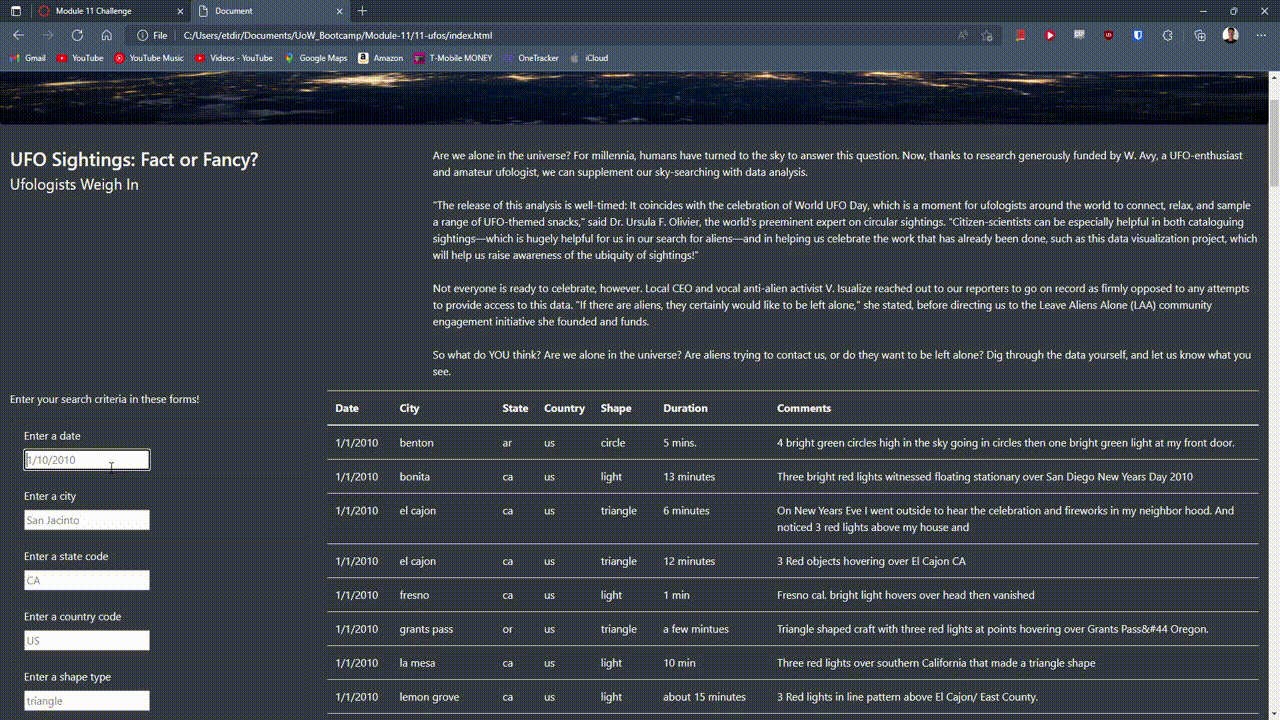 Module 11 Challenge
Document
File
C:/Users/etdir/Documents/UoW_Bootcamp/Module-11/11-ufos/index.html
Gmail YouTube YouTube Music Videos - YouTube Google Maps Amazon T-Mobile MONEY OneTracker iCloud
UFO Sightings: Fact or Fancy?
Ufologists Weigh In
Are we alone in the universe? For millennia, humans have turned to the sky to answer this question. Now, thanks to research generously funded by W. Avy, a UFO-enthusiast
and amateur ufologist, we can supplement our sky-searching with data analysis.
"The release of this analysis is well-timed: It coincides with the celebration of World UFO Day, which is a moment for ufologists around the world to connect, relax, and sample
a range of UFO-themed snacks," said Dr. Ursula F. Olivier, the world's preeminent expert on circular sightings. "Citizen-scientists can be especially helpful in both cataloguing
sightings—which is hugely helpful for us in our search for aliens—and in helping us celebrate the work that has already been done, such as this data visualization project, which
will help us raise awareness of the ubiquity of sightings!"
Not everyone is ready to celebrate, however. Local CEO and vocal anti-alien activist V. Isualize reached out to our reporters to go on record as firmly opposed to any attempts
to provide access to this data. "If there are aliens, they certainly would like to be left alone," she stated, before directing us to the Leave Aliens Alone (LAA) community
engagement initiative she founded and funds.
So what do YOU think? Are we alone in the universe? Are aliens trying to contact us, or do they want to be left alone? Dig through the data yourself, and let us know what you
see.
Enter your search criteria in these forms!
Enter a date
1/10/2010
Enter a city
San Jacinto
Enter a state code
CA
Enter a country code
US
Enter a shape type
triangle
Date City State Country Shape Duration Comments
1/1/2010 benton ar us circle 5 mins. 4 bright green circles high in the sky going in circles then one bright green light at my front door.
1/1/2010 bonita ca us light 13 minutes Three bright red lights witnessed floating stationary over San Diego New Years Day 2010
1/1/2010 el cajon ca us triangle 6 minutes On New Years Eve I went outside to hear the celebration and fireworks in my neighbor hood. And
noticed 3 red lights above my house and
1/1/2010 el cajon ca us triangle 12 minutes 3 Red objects hovering over El Cajon CA
1/1/2010 fresno ca us light 1 min Fresno cal. bright light hovers over head then vanished
1/1/2010 grants pass or us triangle a few mintues Triangle shaped craft with three red lights at points hovering over Grants Pass&#44 Oregon.
1/1/2010 la mesa ca us light 10 min Three red lights over southern California that made a triangle shape
1/1/2010 lemon grove ca us light about 15 minutes 3 Red lights in line pattern above El Cajon/ East County.